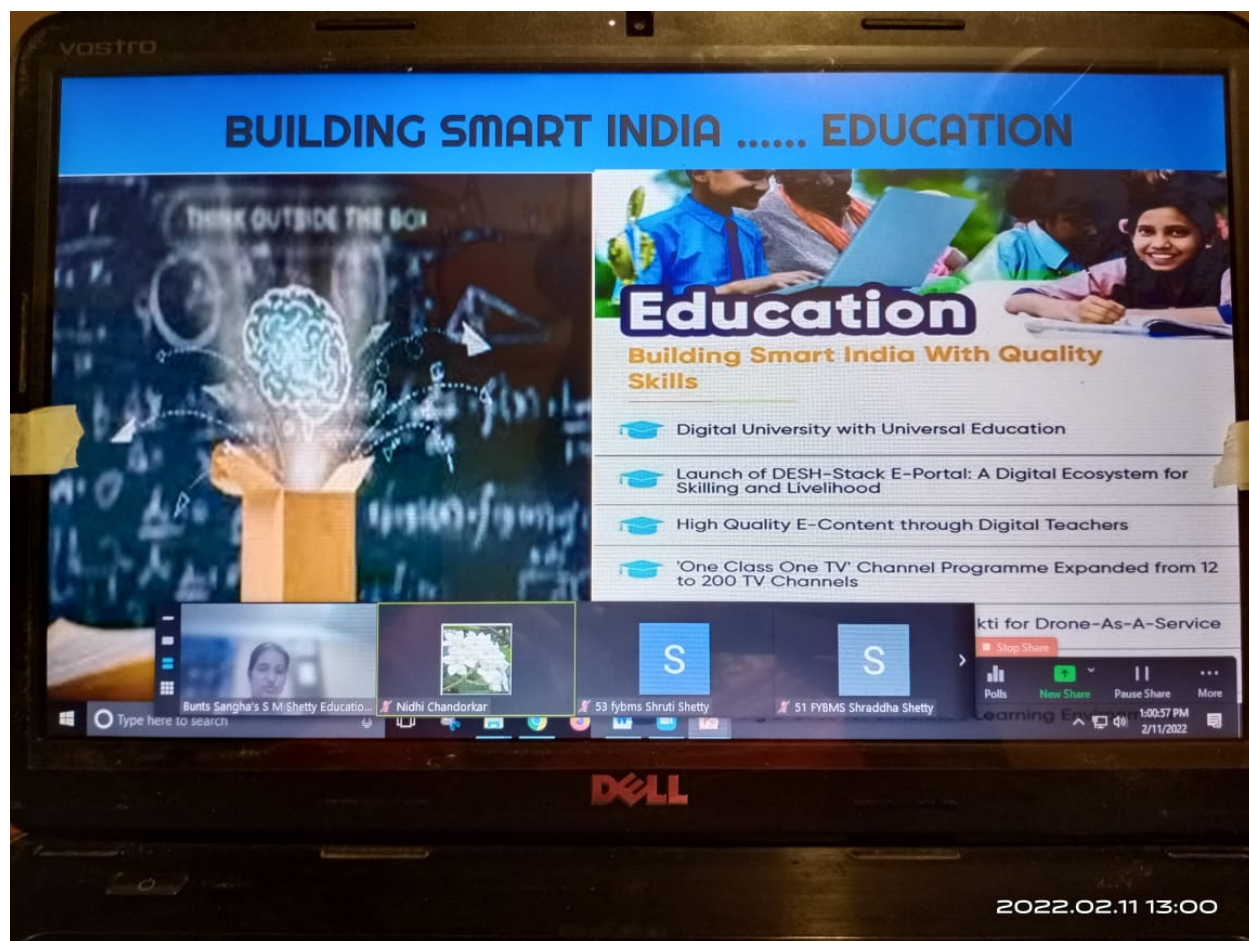 vostro
BUILDING SMART INDIA ...... EDUCATION
THINK OUTSIDE THE BOX
Education
Building Smart India With Quality
Skills
Digital University with Universal Education
Launch of DESH-Stack E-Portal: A Digital Ecosystem for
Skilling and Livelihood
High Quality E-Content through Digital Teachers
'One Class One TV' Channel Programme Expanded from 12
to 200 TV Channels
for Drone-As-A-Service
Stop Share
Bunts Sangha's S M Shetty Educatio...
Nidhi Chandorkar
S
53 fybms Shruti Shetty
S
51 FYBMS Shraddha Shetty
Polls
New Share
Pause Share
More
Type here to search
Learning
1:00:57 PM
2/11/2022
DELL
2022.02.11 13:00